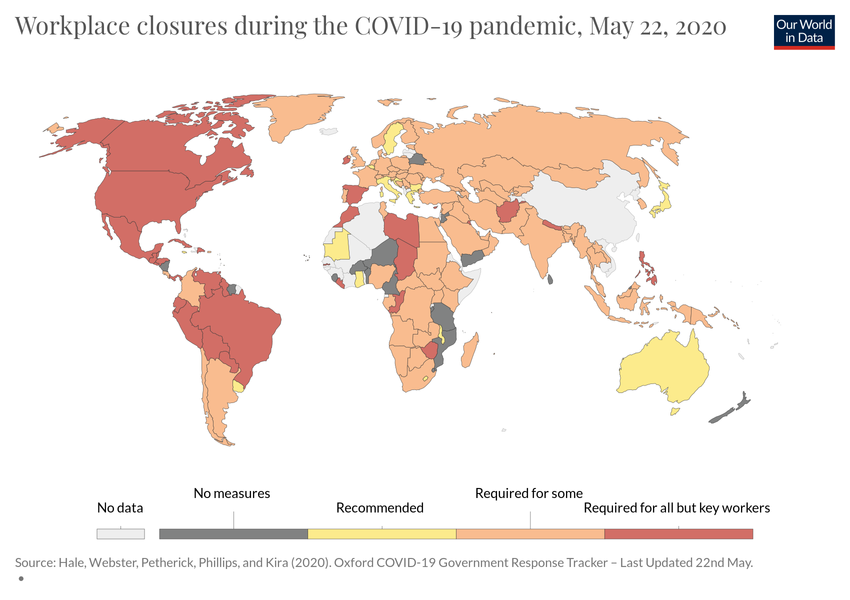 Workplace closures during the COVID-19 pandemic, May 22, 2020
Our World
in Data
No data
No measures
Recommended
Required for some
Required for all but key workers
Source: Hale, Webster, Petherick, Phillips, and Kira (2020). Oxford COVID-19 Government Response Tracker – Last Updated 22nd May.
•